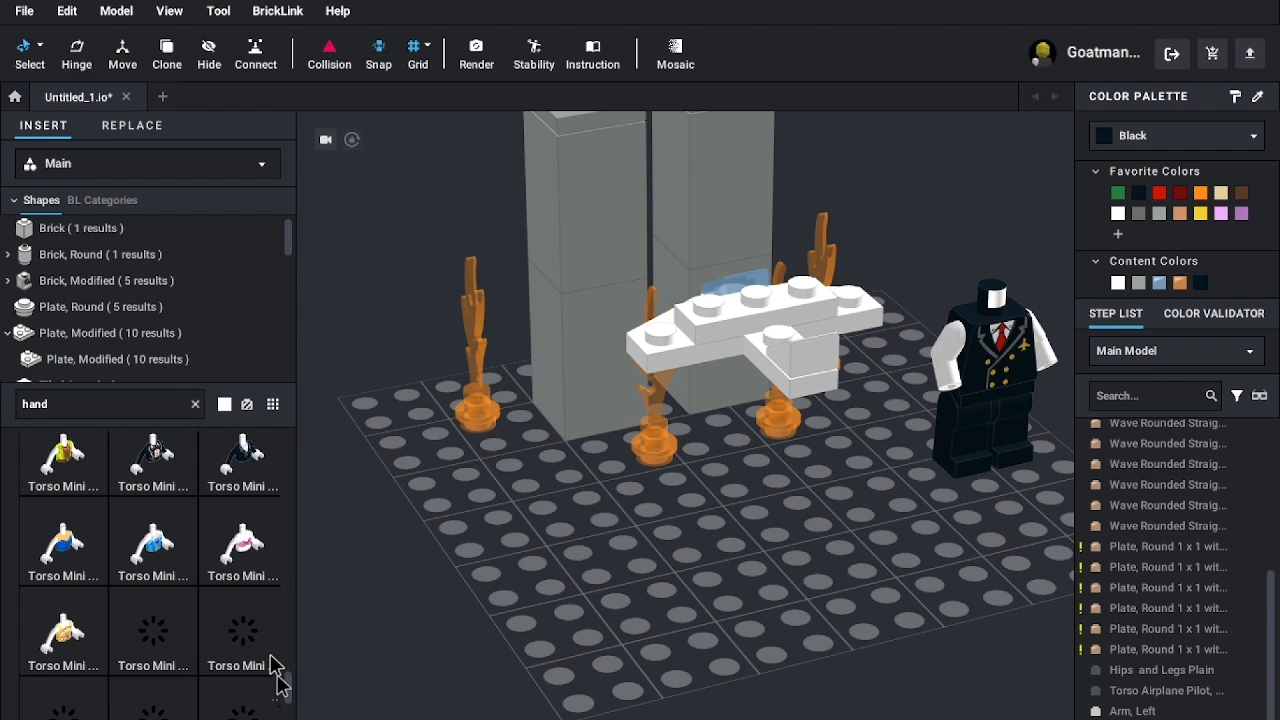 File Edit Model View Tool BrickLink Help
Select Hinge Move Clone Hide Connect Collision Snap Grid Render Stability Instruction Mosaic Goatman...
Untitled_1.io*
INSERT REPLACE
Main
Shapes BL Categories
Brick ( 1 results )
Brick, Round ( 1 results )
Brick, Modified ( 5 results )
Plate, Round ( 5 results )
Plate, Modified ( 10 results )
Plate, Modified ( 10 results )
hand
Torso Mini ... Torso Mini ... Torso Mini ...
Torso Mini ... Torso Mini ... Torso Mini ...
Torso Mini ... Torso Mini ... Torso Mini
COLOR PALETTE
Black
Favorite Colors
Content Colors
STEP LIST COLOR VALIDATOR
Main Model
Search...
Wave Rounded Straig...
Wave Rounded Straig...
Wave Rounded Straig...
Wave Rounded Straig...
Wave Rounded Straig...
Wave Rounded Straig...
Plate, Round 1 x 1 wit...
Plate, Round 1 x 1 wit...
Plate, Round 1 x 1 wit...
Plate, Round 1 x 1 wit...
Plate, Round 1 x 1 wit...
Plate, Round 1 x 1 wit...
Hips and Legs Plain
Torso Airplane Pilot, ...
Arm, Left